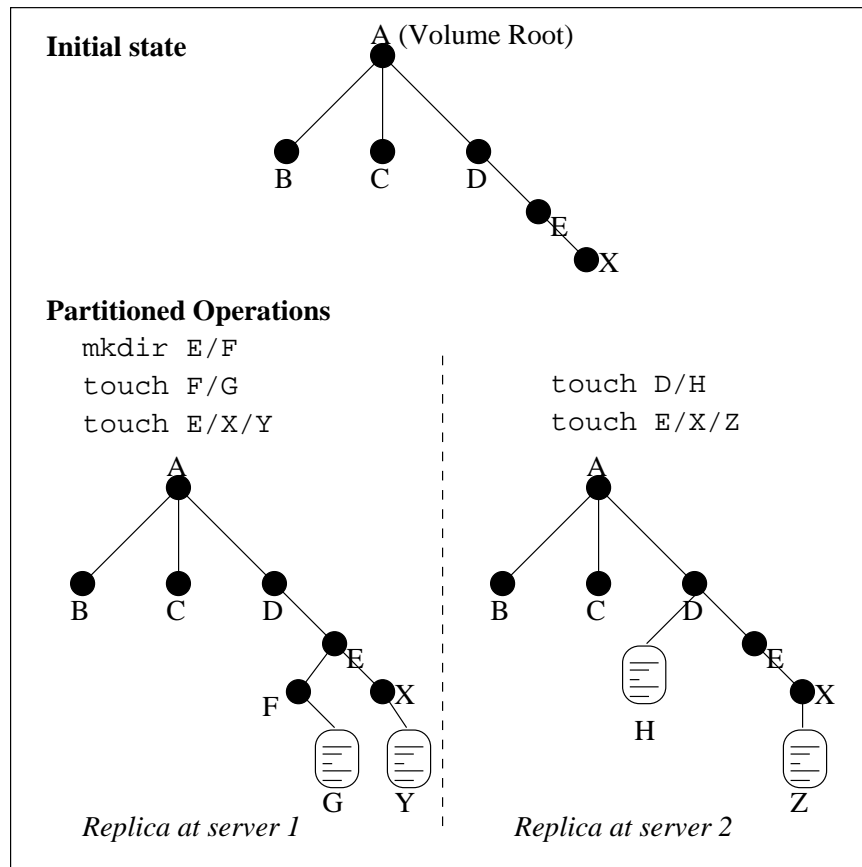 Initial state
A (Volume Root)
B
C
D
E
X
Partitioned Operations
mkdir E/F
touch F/G
touch E/X/Y
touch D/H
touch E/X/Z
A
B
C
D
E
F
X
G
Y
Replica at server 1
A
B
C
D
E
X
H
Z
Replica at server 2